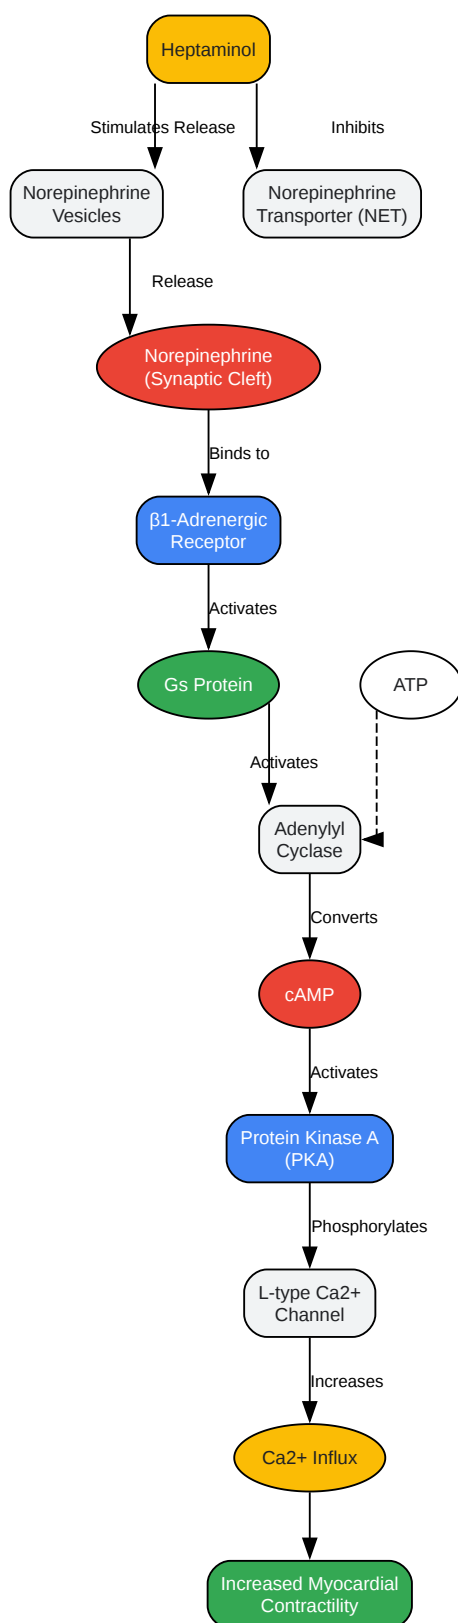 Heptaminol
Stimulates Release
Inhibits
Norepinephrine
Vesicles
Norepinephrine
Transporter (NET)
Release
Norepinephrine
(Synaptic Cleft)
Binds to
β1-Adrenergic
Receptor
Activates
Gs Protein
ATP
Activates
Adenylyl
Cyclase
Converts
cAMP
Activates
Protein Kinase A
(PKA)
Phosphorylates
L-type Ca2+
Channel
Increases
Ca2+ Influx
Increased Myocardial
Contractility